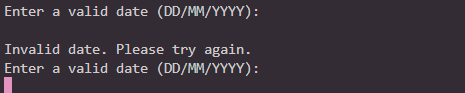 Enter a valid date (DD/MM/YYYY):
Invalid date. Please try again.
Enter a valid date (DD/MM/YYYY):